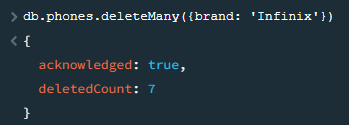 > db.phones.deleteMany({brand: 'Infinix'})
< {
acknowledged: true,
deletedCount: 7
}